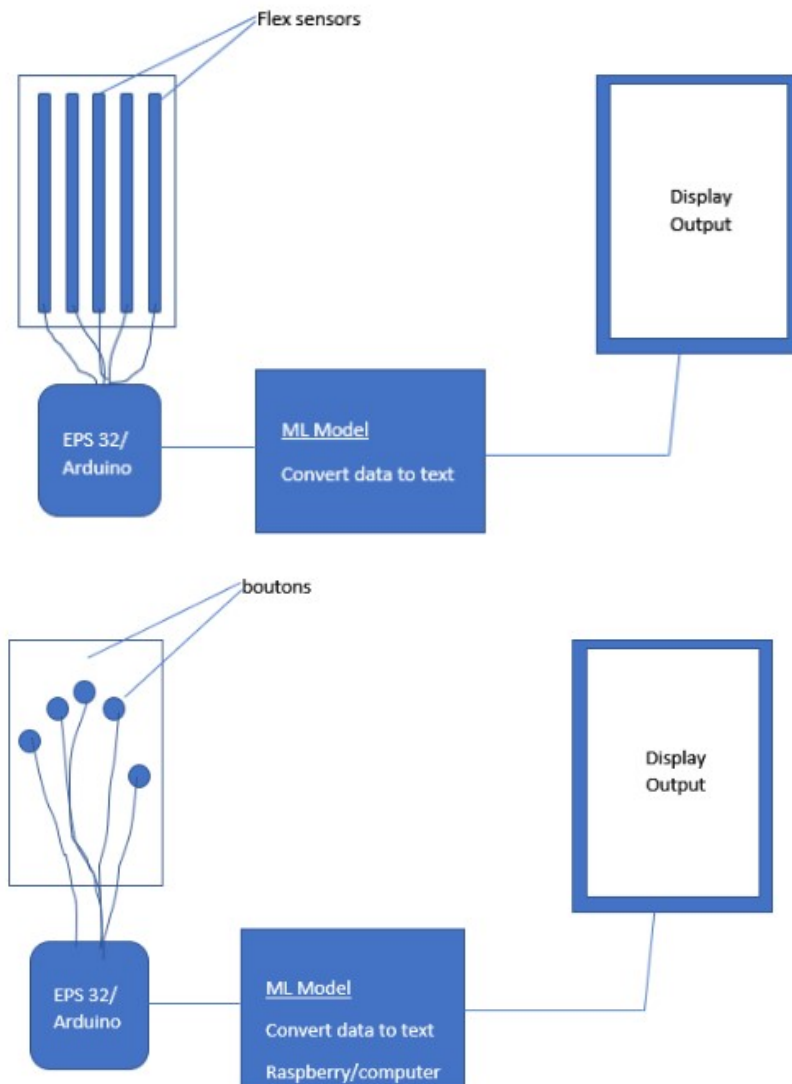 Flex sensors
Display
Output
EPS 32/
Arduino
ML Model
Convert data to text
boutons
Display
Output
EPS 32/
Arduino
ML Model
Convert data to text
Raspberry/computer